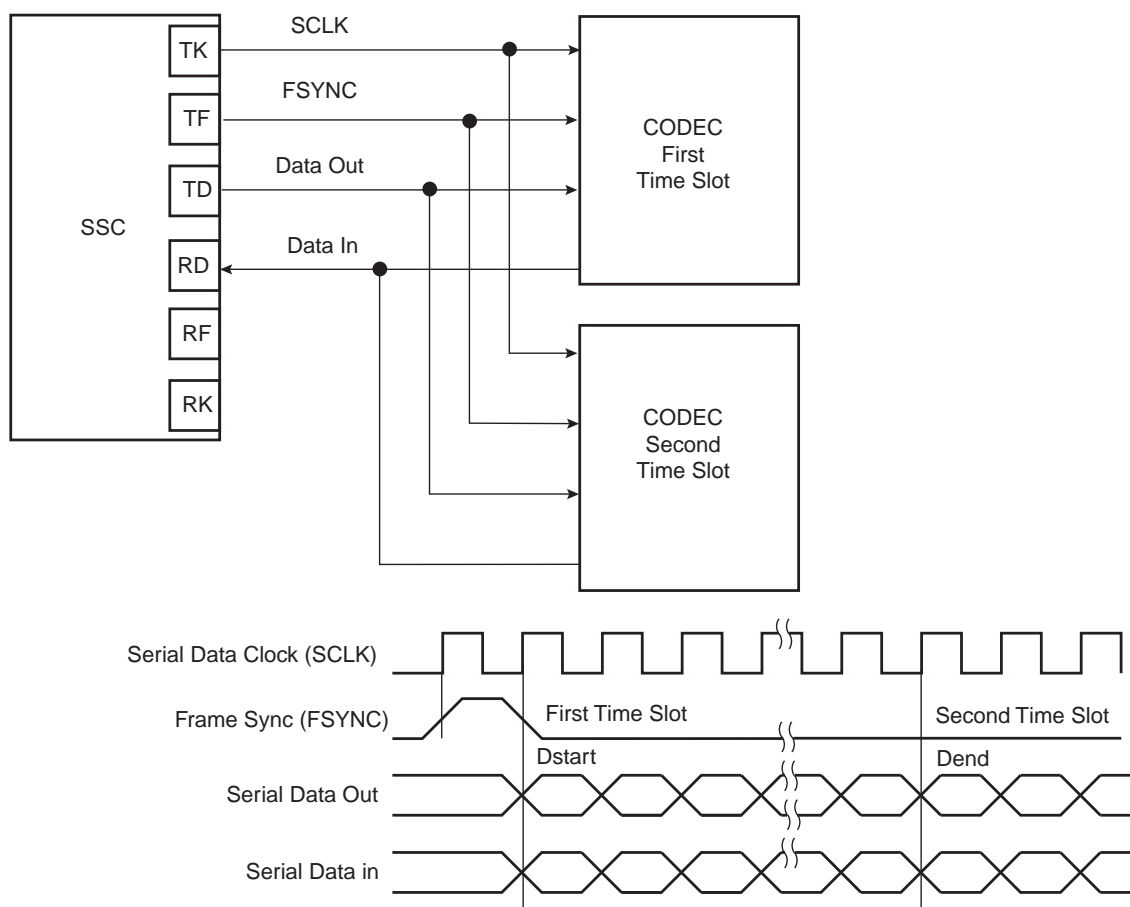 SSC
TK
TF
TD
RD
RF
RK
SCLK
FSYNC
Data Out
Data In
CODEC
First
Time Slot
CODEC
Second
Time Slot
Serial Data Clock (SCLK)
Frame Sync (FSYNC)
First Time Slot
Second Time Slot
Dstart
Dend
Serial Data Out
Serial Data in